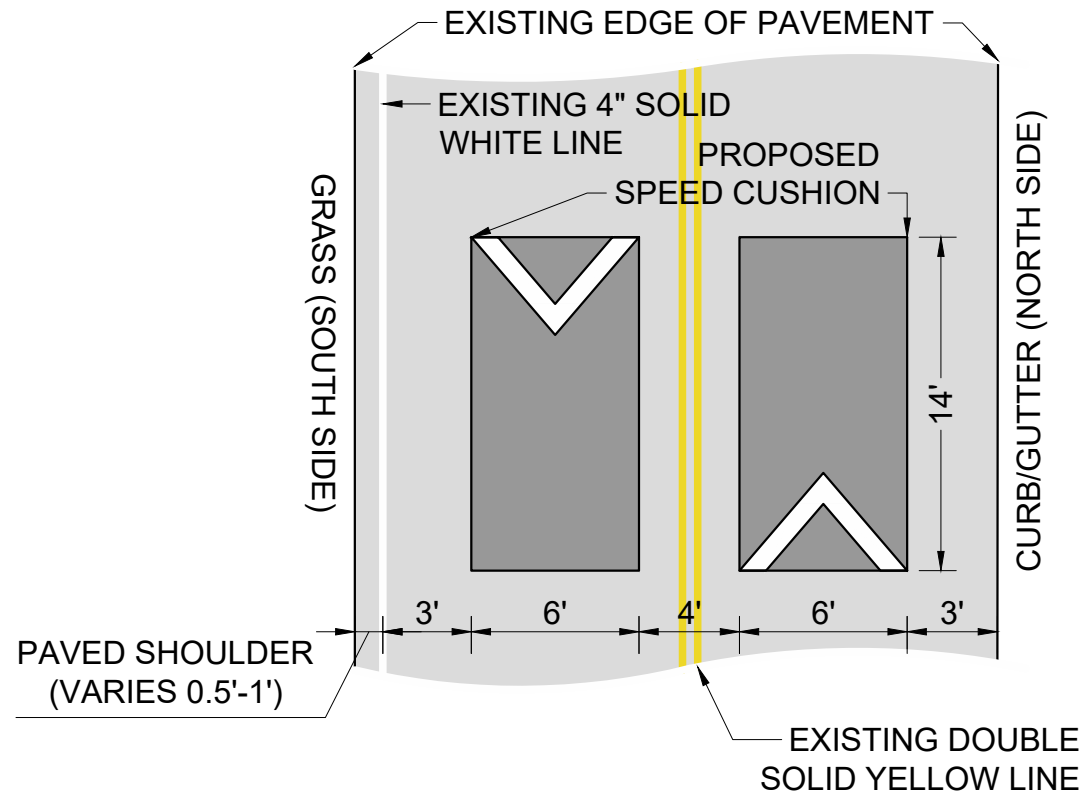 EXISTING EDGE OF PAVEMENT
EXISTING 4" SOLID
WHITE LINE
PROPOSED
SPEED CUSHION
GRASS (SOUTH SIDE)
CURB/GUTTER (NORTH SIDE)
14'
3'
6'
4'
6'
3'
PAVED SHOULDER
(VARIES 0.5'-1')
EXISTING DOUBLE
SOLID YELLOW LINE